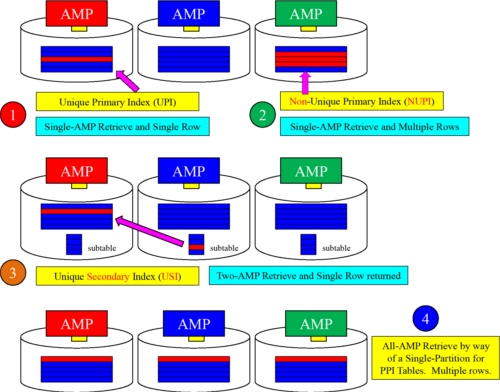 AMP
AMP
AMP
Unique Primary Index (UPI)
Non-Unique Primary Index (NUPI)
1
2
Single-AMP Retrieve and Single Row
Single-AMP Retrieve and Multiple Rows
AMP
AMP
AMP
subtable
subtable
subtable
3
Unique Secondary Index (USI)
Two-AMP Retrieve and Single Row returned
4
AMP
AMP
AMP
All-AMP Retrieve by way
of a Single-Partition for
PPI Tables. Multiple rows.